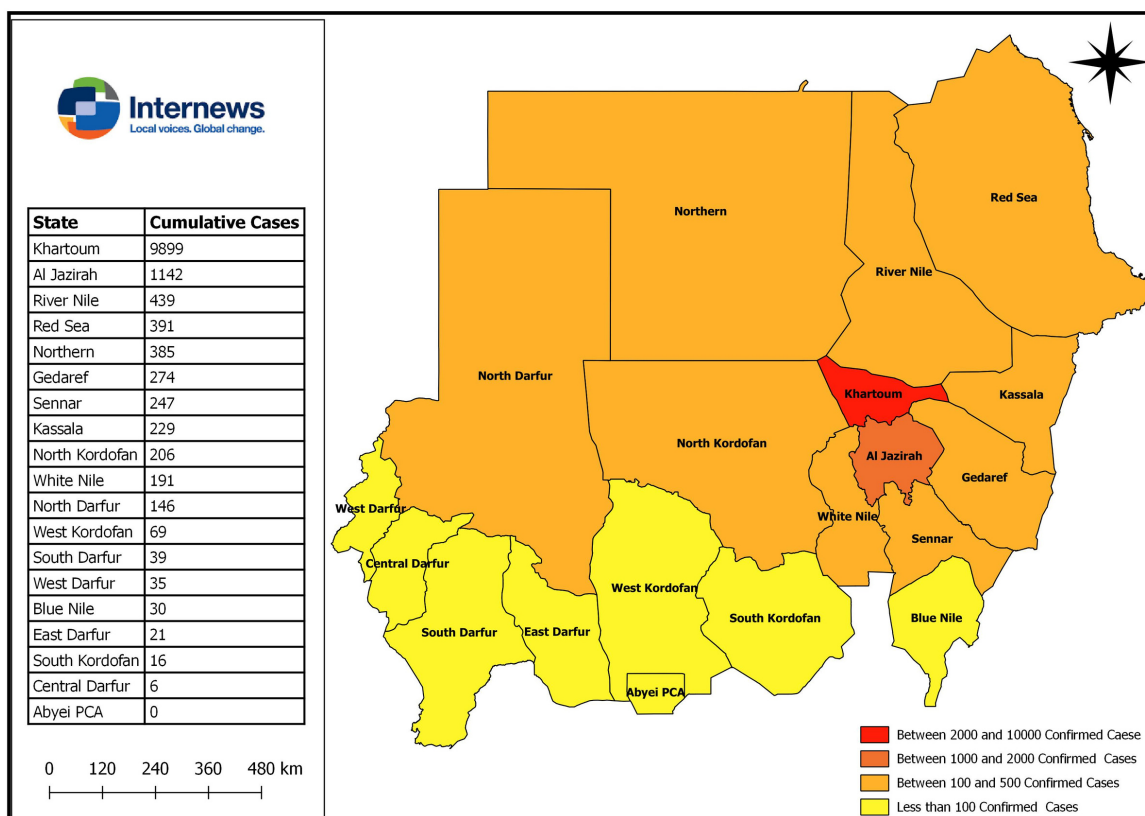 Internews
Local voices. Global change.
State Cumulative Cases
Khartoum 9899
Al Jazirah 1142
River Nile 439
Red Sea 391
Northern 385
Gedaref 274
Sennar 247
Kassala 229
North Kordofan 206
White Nile 191
North Darfur 146
West Kordofan 69
South Darfur 39
West Darfur 35
Blue Nile 30
East Darfur 21
South Kordofan 16
Central Darfur 6
Abyei PCA 0
0 120 240 360 480 km
Red Sea
Northern
River Nile
North Darfur
Khartoum
Kassala
North Kordofan
Al Jazirah
Gedaref
West Darfur
White Nile
Sennar
Central Darfur
West Kordofan
South Kordofan
Blue Nile
South Darfur
East Darfur
Abyei PCA
Between 2000 and 10000 Confirmed Caese
Between 1000 and 2000 Confirmed Cases
Between 100 and 500 Confirmed Cases
Less than 100 Confirmed Cases